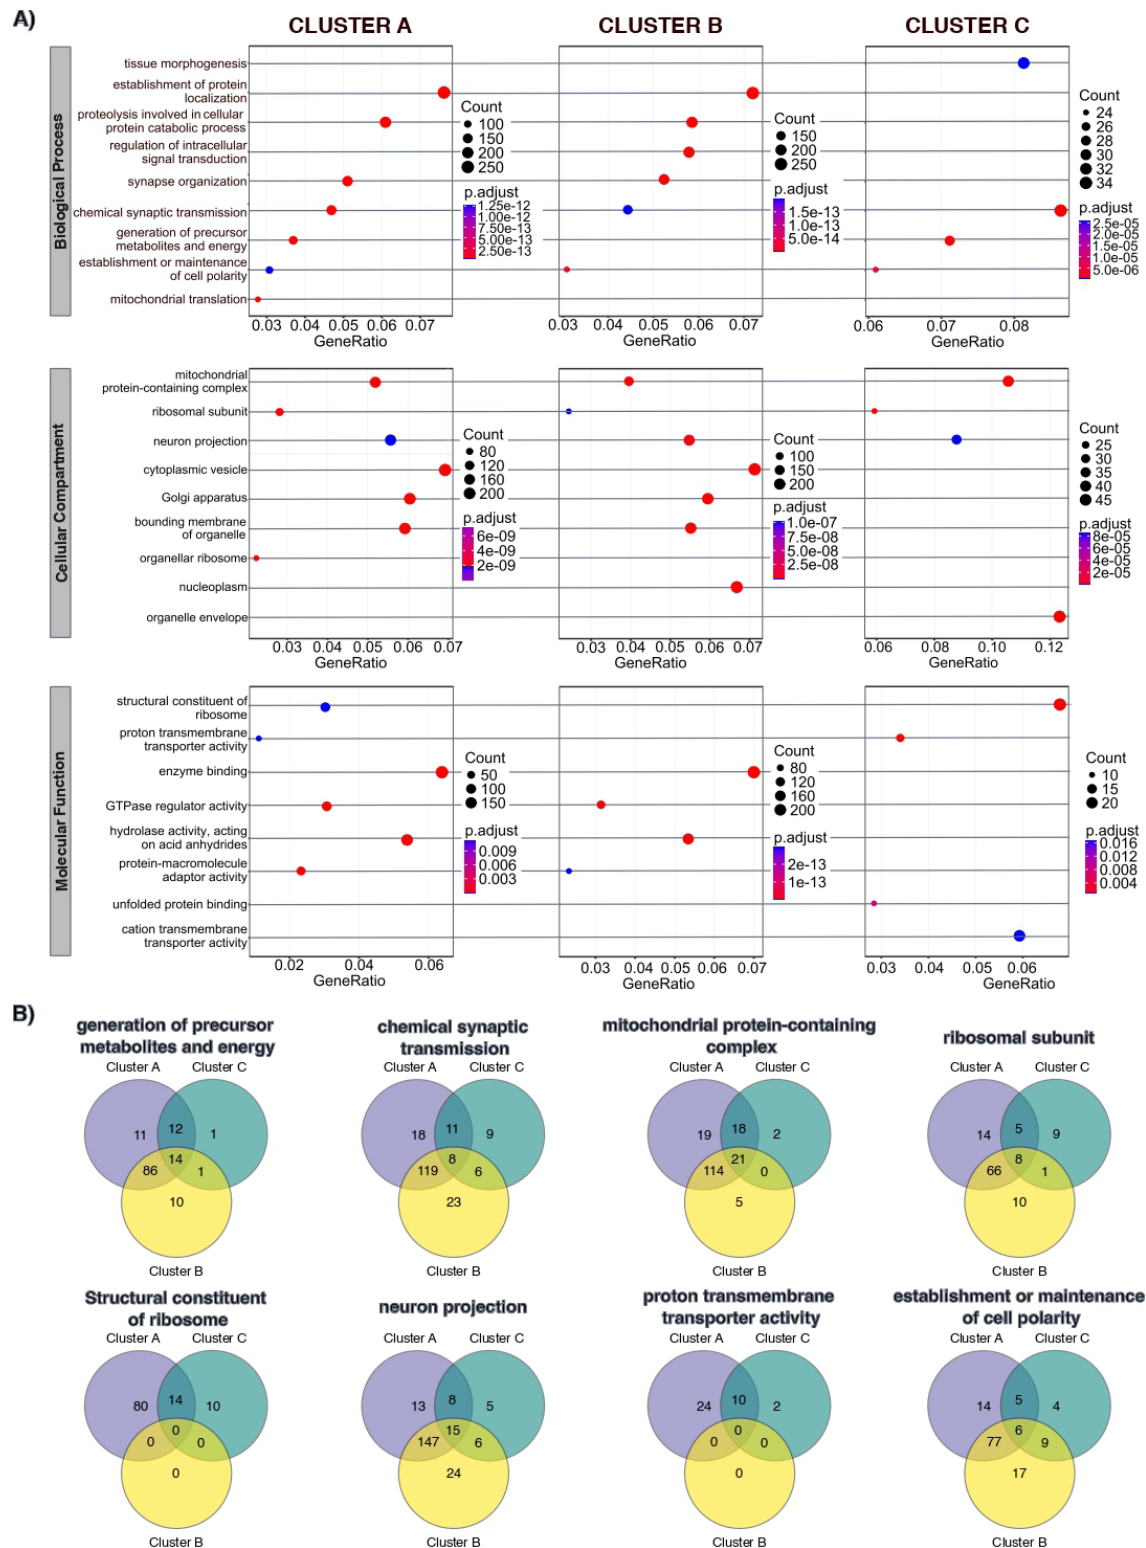 A)
CLUSTER A
CLUSTER B
CLUSTER C
Biological Process
tissue morphogenesis
establishment of protein
localization
proteolysis involved in cellular
protein catabolic process
regulation of intracellular
signal transduction
synapse organization
chemical synaptic transmission
generation of precursor
metabolites and energy
establishment or maintenance
of cell polarity
mitochondrial translation
Count
100
150
200
250
p.adjust
1.25e-12
1.00e-12
7.50e-13
5.00e-13
2.50e-13
0.03 0.04 0.05 0.06 0.07
GeneRatio
Count
150
200
250
p.adjust
1.5e-13
1.0e-13
5.0e-14
0.03 0.04 0.05 0.06 0.07
GeneRatio
Count
24
26
28
30
32
34
p.adjust
2.5e-05
2.0e-05
1.5e-05
1.0e-05
5.0e-06
0.06 0.07 0.08
GeneRatio
Cellular Compartment
mitochondrial
protein-containing complex
ribosomal subunit
neuron projection
cytoplasmic vesicle
Golgi apparatus
bounding membrane
of organelle
organellar ribosome
nucleoplasm
organelle envelope
Count
80
120
160
200
p.adjust
6e-09
4e-09
2e-09
0.03 0.04 0.05 0.06 0.07
GeneRatio
Count
100
150
200
p.adjust
1.0e-07
7.5e-08
5.0e-08
2.5e-08
0.03 0.04 0.05 0.06 0.07
GeneRatio
Count
25
30
35
40
45
p.adjust
8e-05
6e-05
4e-05
2e-05
0.06 0.08 0.10 0.12
GeneRatio
Molecular Function
structural constituent of
ribosome
proton transmembrane
transporter activity
enzyme binding
GTPase regulator activity
hydrolase activity, acting
on acid anhydrides
protein-macromolecule
adaptor activity
unfolded protein binding
cation transmembrane
transporter activity
Count
50
100
150
p.adjust
0.009
0.006
0.003
0.02 0.04 0.06
GeneRatio
Count
80
120
160
200
p.adjust
2e-13
1e-13
0.03 0.04 0.05 0.06 0.07
GeneRatio
Count
10
15
20
p.adjust
0.016
0.012
0.008
0.004
0.03 0.04 0.05 0.06
GeneRatio
B)
generation of precursor
metabolites and energy
Cluster A Cluster C
11 12 1
14
86 1
10
Cluster B
chemical synaptic
transmission
Cluster A Cluster C
18 11 9
8
119 6
23
Cluster B
mitochondrial protein-containing
complex
Cluster A Cluster C
19 18 2
21
114 0
5
Cluster B
ribosomal subunit
Cluster A Cluster C
14 5 9
8
66 1
10
Cluster B
Structural constituent
of ribosome
Cluster A Cluster C
80 14 10
0
0 0
0
Cluster B
neuron projection
Cluster A Cluster C
13 8 5
15
147 6
24
Cluster B
proton transmembrane
transporter activity
Cluster A Cluster C
24 10 2
0
0 0
0
Cluster B
establishment or maintenance
of cell polarity
Cluster A Cluster C
14 5 4
6
77 9
17
Cluster B